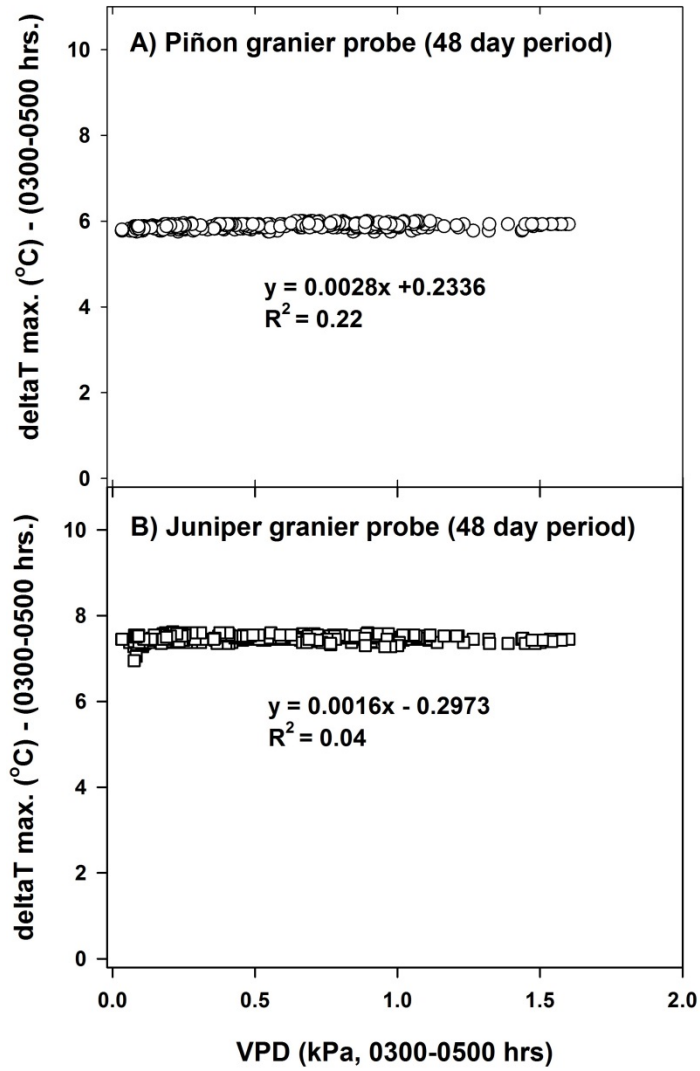 A) Piñon granier probe (48 day period)
deltaT max. (°C) - (0300-0500 hrs.)
10
8
6
4
2
0
y = 0.0028x +0.2336
R² = 0.22
B) Juniper granier probe (48 day period)
deltaT max. (°C) - (0300-0500 hrs.)
10
8
6
4
2
0
y = 0.0016x - 0.2973
R² = 0.04
0.0 0.5 1.0 1.5 2.0
VPD (kPa, 0300-0500 hrs)